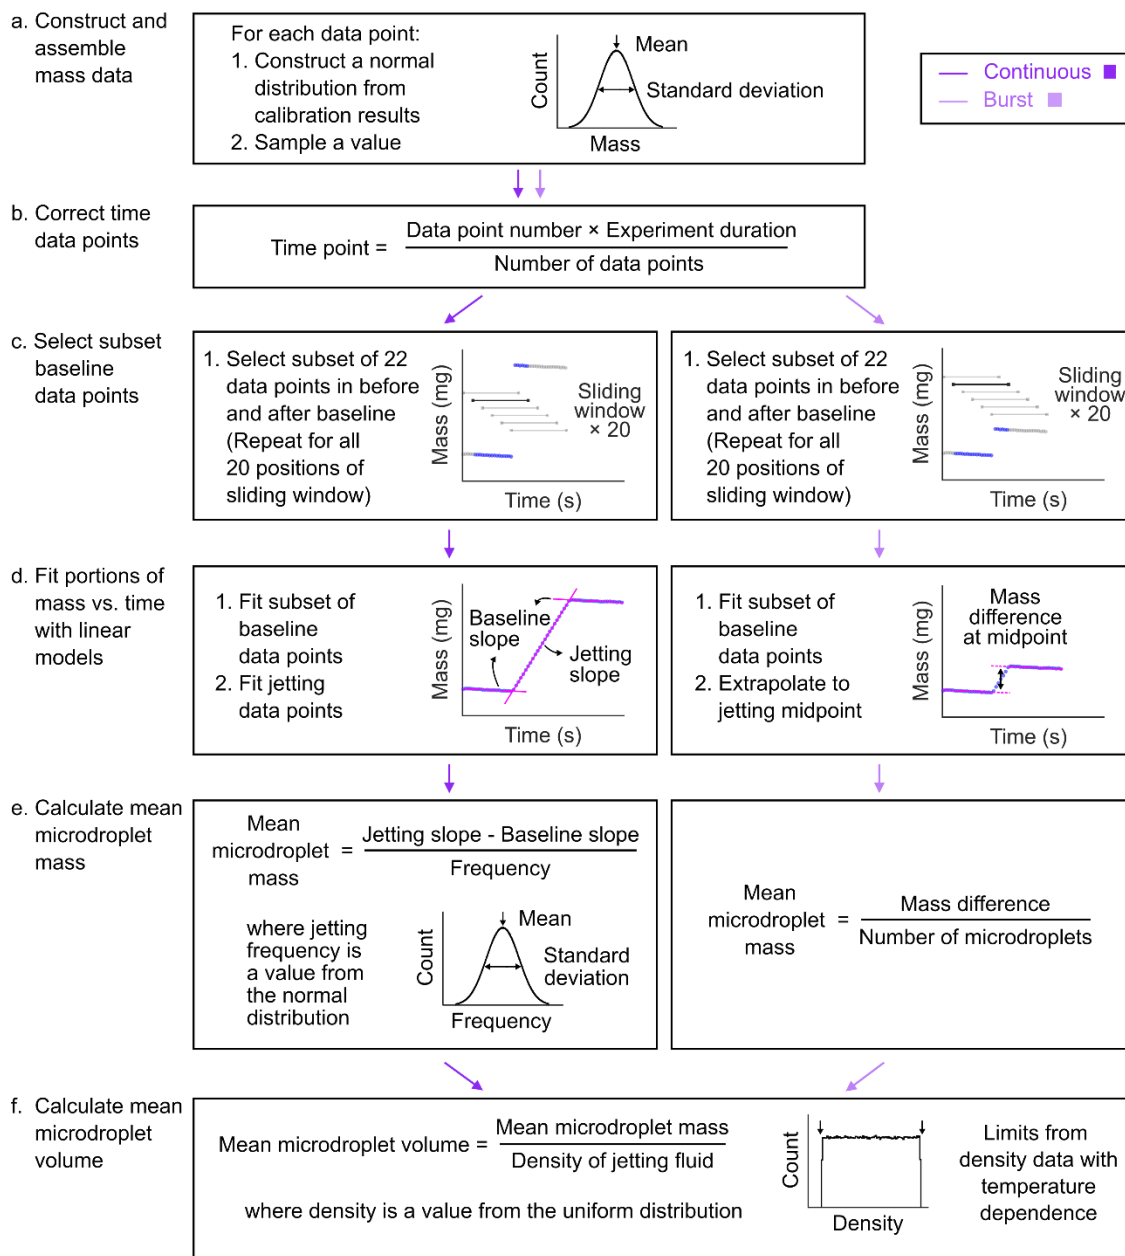 a. Construct and
assemble
mass data
For each data point:
1. Construct a normal
distribution from
calibration results
2. Sample a value
Count
Mean
Standard deviation
Mass
Continuous
Burst
b. Correct time
data points
Time point =
Data point number × Experiment duration
Number of data points
c. Select subset
baseline
data points
1. Select subset of 22
data points in before
and after baseline
(Repeat for all
20 positions of
sliding window)
Mass (mg)
Sliding
window
× 20
Time (s)
1. Select subset of 22
data points in before
and after baseline
(Repeat for all
20 positions of
sliding window)
Mass (mg)
Sliding
window
× 20
Time (s)
d. Fit portions of
mass vs. time
with linear
models
1. Fit subset of
baseline
data points
2. Fit jetting
data points
Mass (mg)
Baseline
slope
Jetting
slope
Time (s)
1. Fit subset of
baseline
data points
2. Extrapolate to
jetting midpoint
Mass (mg)
Mass
difference
at midpoint
Time (s)
e. Calculate mean
microdroplet
mass
Mean
microdroplet
mass
=
Jetting slope - Baseline slope
Frequency
where jetting
frequency is
a value from
the normal
distribution
Count
Mean
Standard
deviation
Frequency
Mean
microdroplet
mass
=
Mass difference
Number of microdroplets
f. Calculate mean
microdroplet
volume
Mean microdroplet volume =
Mean microdroplet mass
Density of jetting fluid
where density is a value from the uniform distribution
Count
Density
Limits from
density data with
temperature
dependence